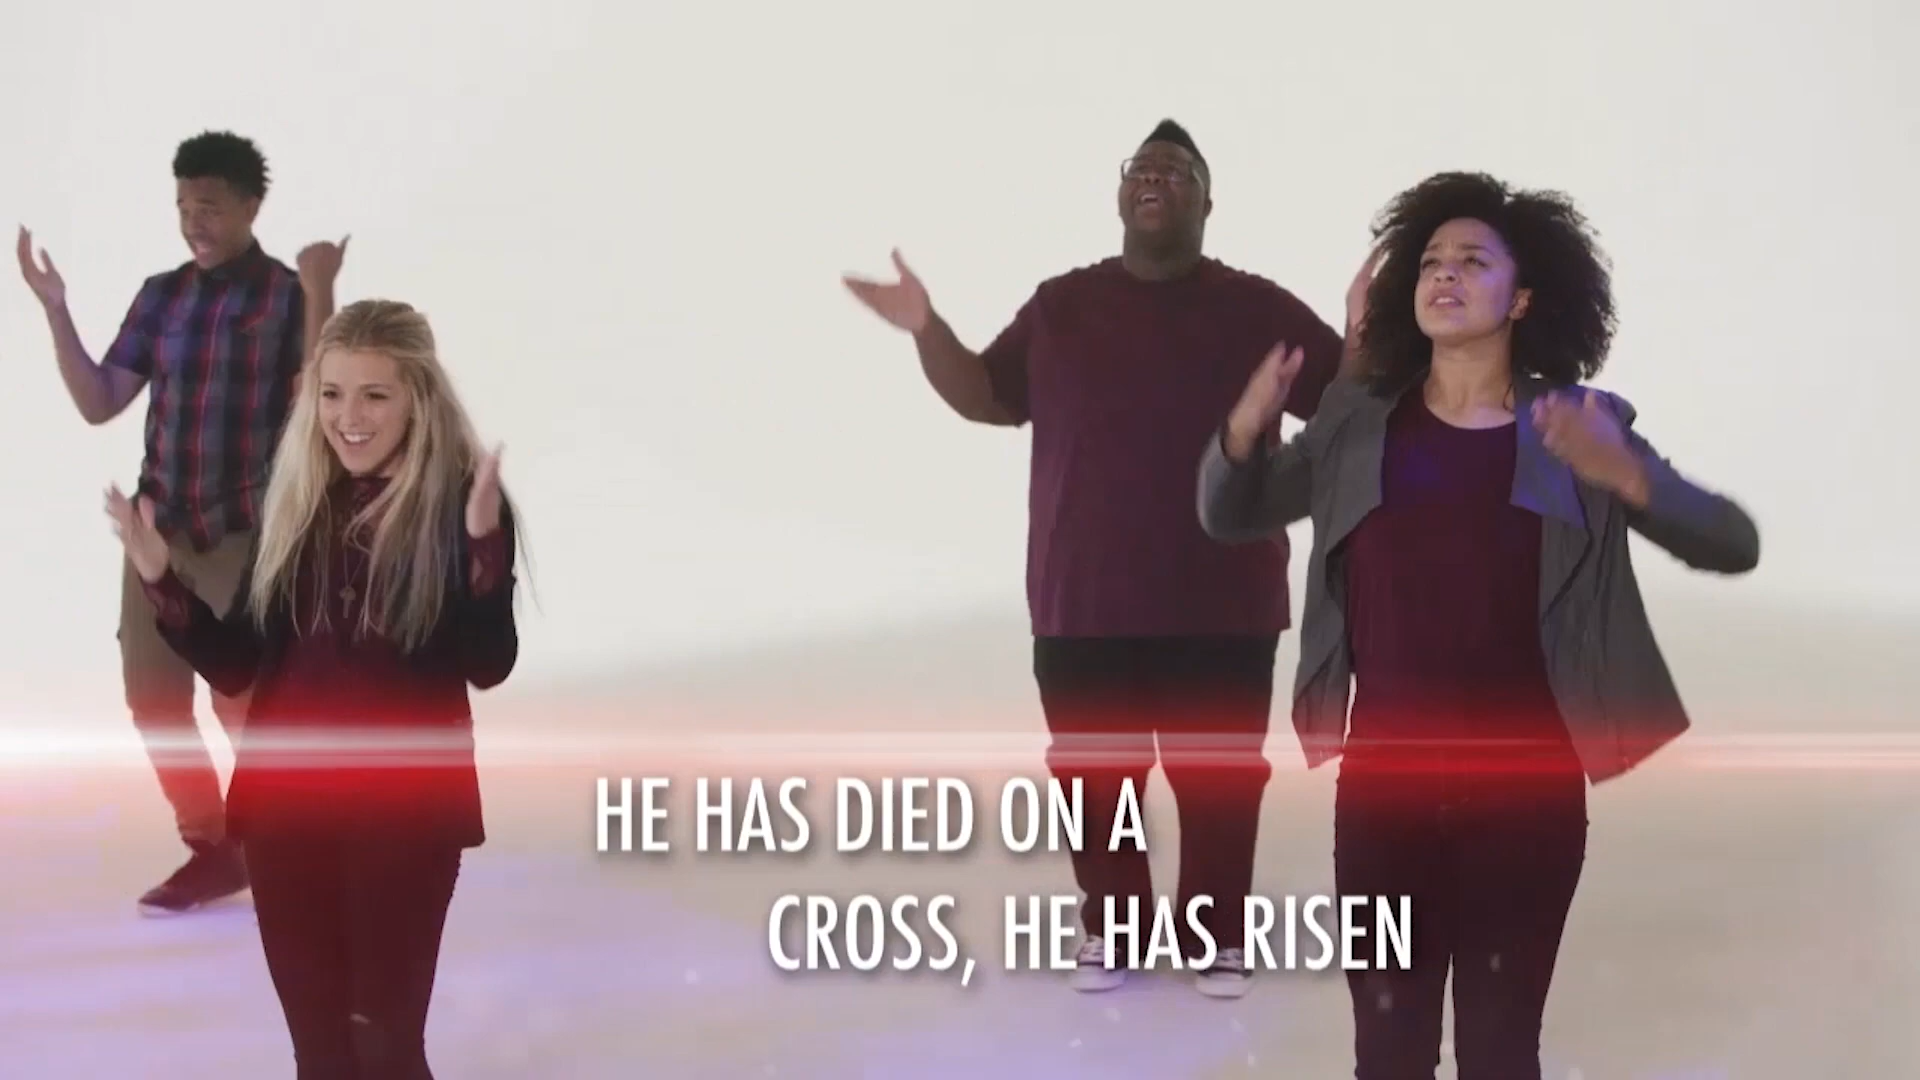 HE HAS DIED ON A
CROSS, HE HAS RISEN